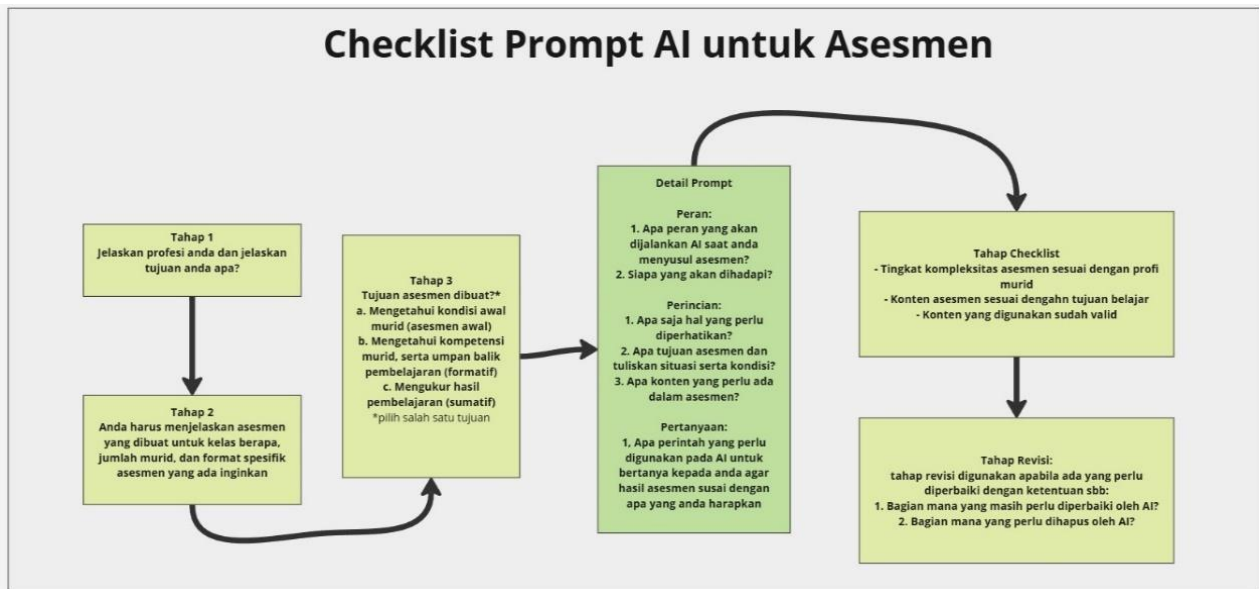 Checklist Prompt AI untuk Asesmen
Tahap 1
Jelaskan profesi anda dan jelaskan
tujuan anda apa?
Tahap 2
Anda harus menjelaskan asesmen
yang dibuat untuk kelas berapa,
jumlah murid, dan format spesifik
asesmen yang ada inginkan
Tahap 3
Tujuan asesmen dibuat?*
a. Mengetahui kondisi awal
murid (asesmen awal)
b. Mengetahui kompetensi
murid, serta umpan balik
pembelajaran (formatif)
c. Mengukur hasil
pembelajaran (sumatif)
*pilih salah satu tujuan
Detail Prompt
Peran:
1. Apa peran yang akan
dijalankan AI saat anda
menyusul asesmen?
2. Siapa yang akan dihadapi?
Perincian:
1. Apa saja hal yang perlu
diperhatikan?
2. Apa tujuan asesmen dan
tuliskan situasi serta kondisi?
3. Apa konten yang perlu ada
dalam asesmen?
Pertanyaan:
1, Apa perintah yang perlu
digunakan pada AI untuk
bertanya kepada anda agar
hasil asesmen susai dengan
apa yang anda harapkan
Tahap Checklist
- Tingkat kompleksitas asesmen sesuai dengan profi
murid
- Konten asesmen sesuai dengahn tujuan belajar
- Konten yang digunakan sudah valid
Tahap Revisi:
tahap revisi digunakan apabila ada yang perlu
diperbaiki dengan ketentuan sbb:
1. Bagian mana yang masih perlu diperbaiki oleh AI?
2. Bagian mana yang perlu dihapus oleh AI?